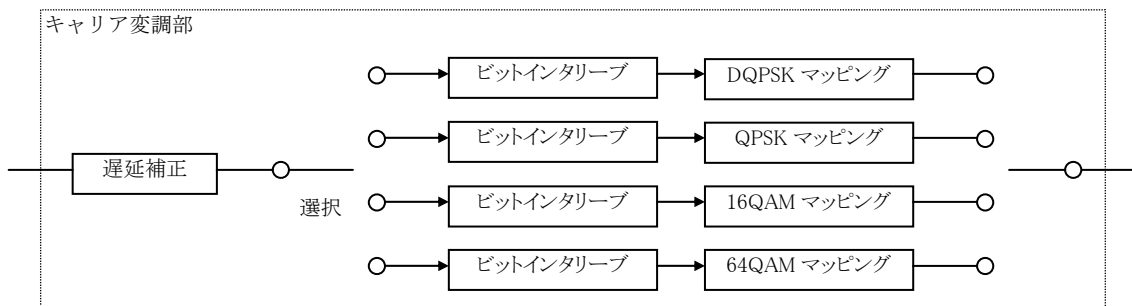 キャリア変調部
ビットインタリーブ
DQPSK マッピング
ビットインタリーブ
QPSK マッピング
遅延補正
選択
ビットインタリーブ
16QAM マッピング
ビットインタリーブ
64QAM マッピング